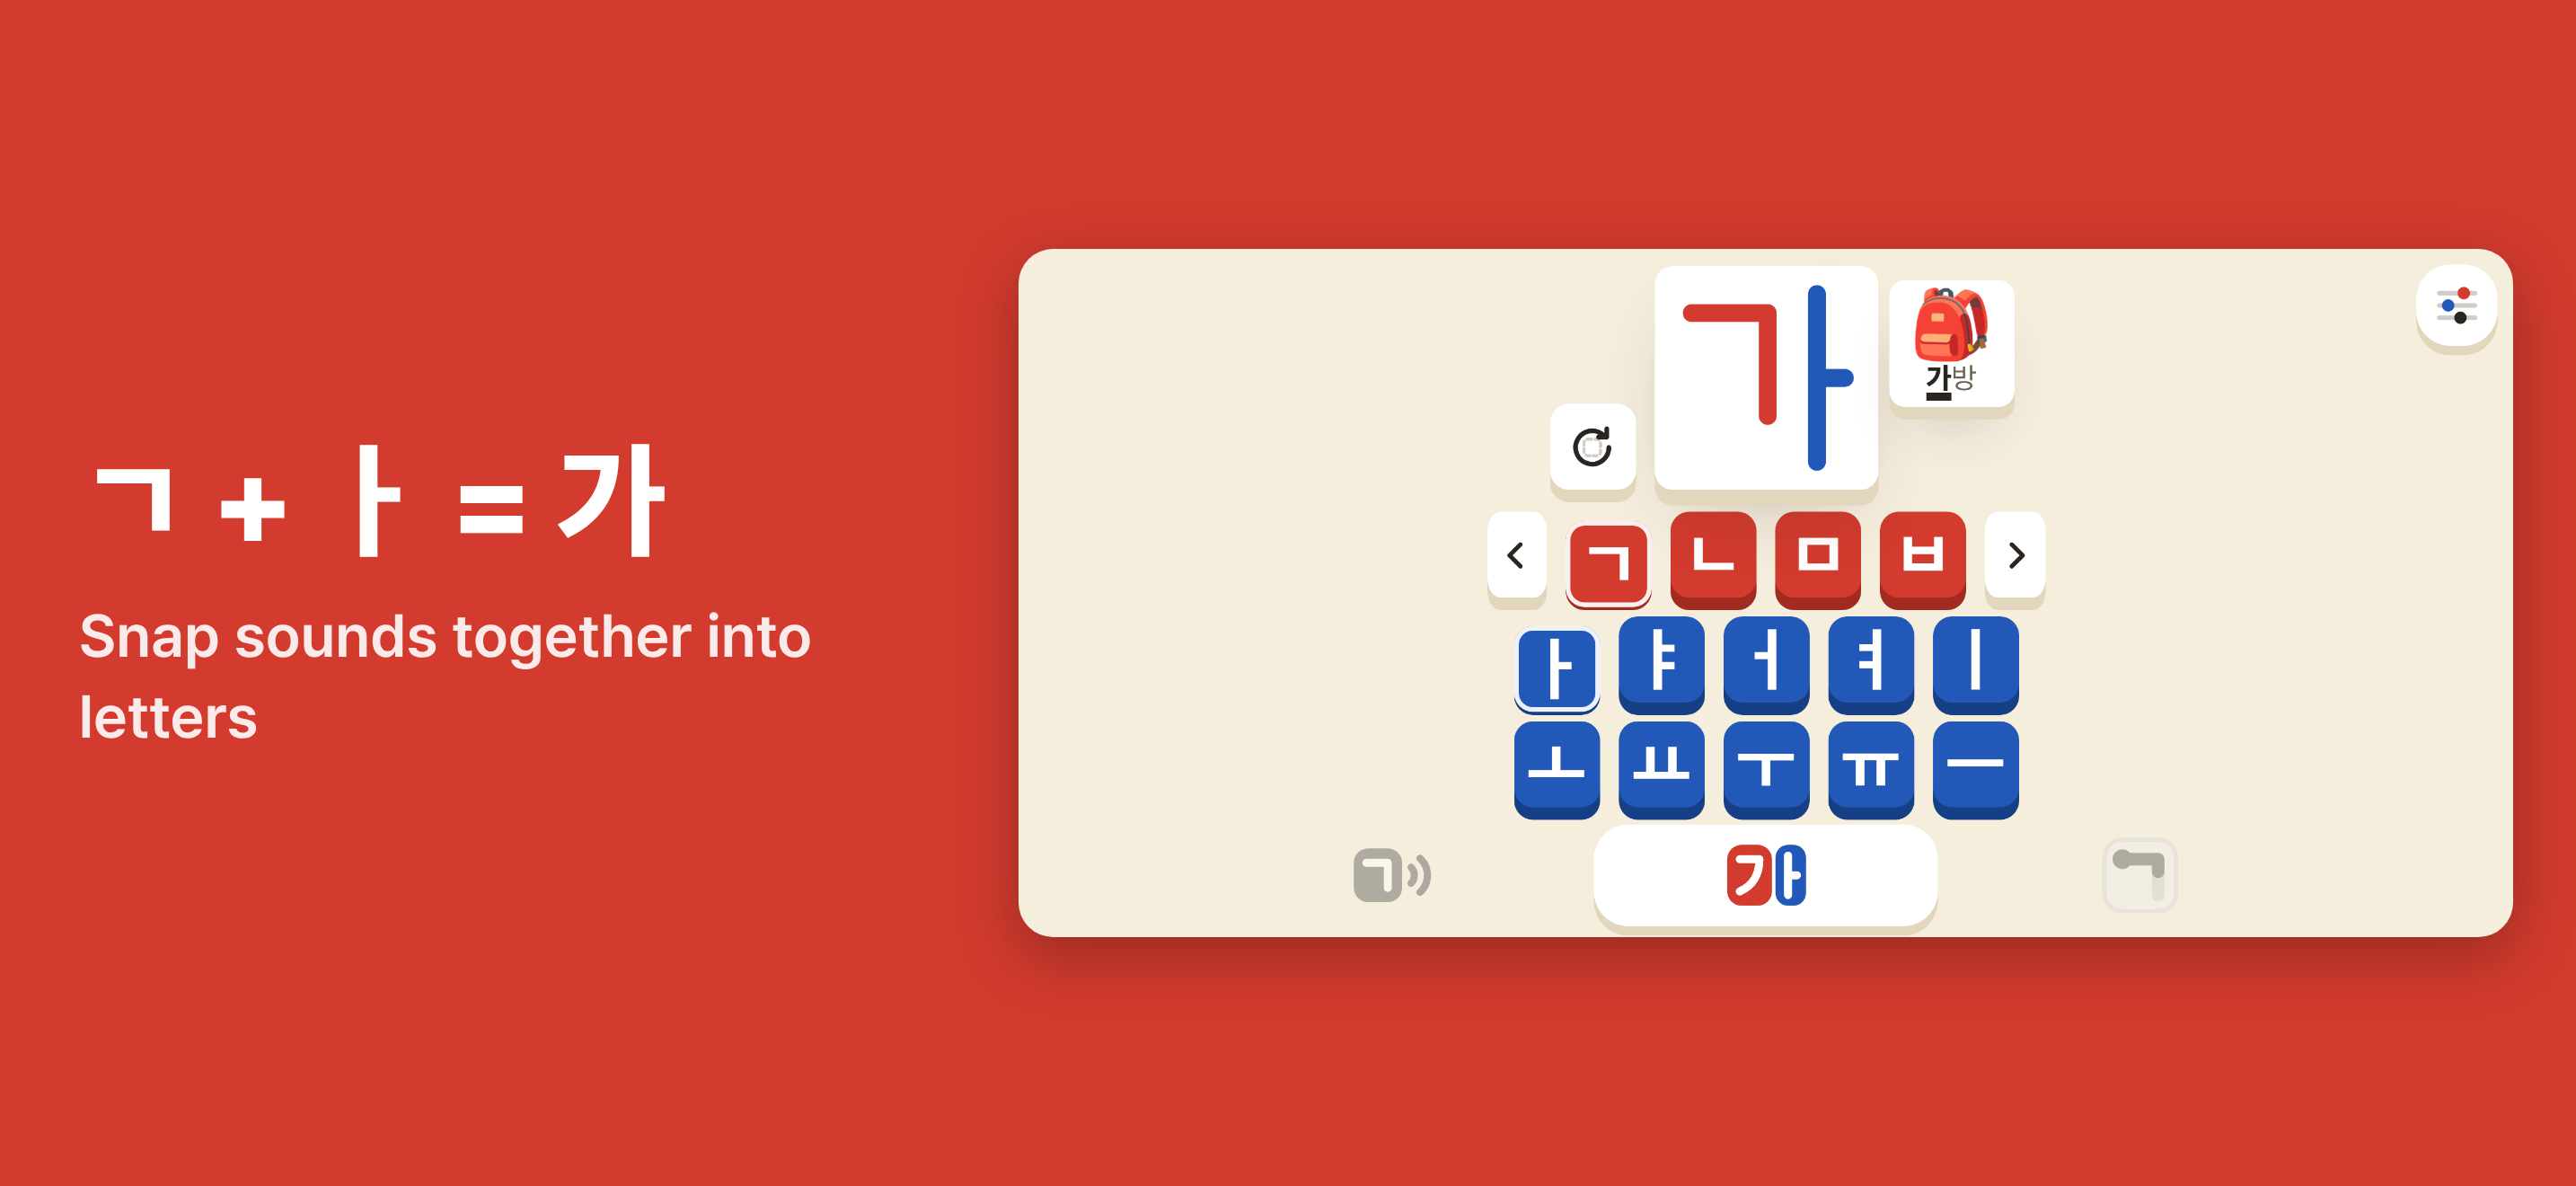 ㄱ + ㅏ = 가
Snap sounds together into
letters
가
가방
ㄱ ㄴ ㅁ ㅂ
ㅏ ㅑ ㅓ ㅕ ㅣ
ㅗ ㅛ ㅜ ㅠ ㅡ
ㄱ 가 ㄱ